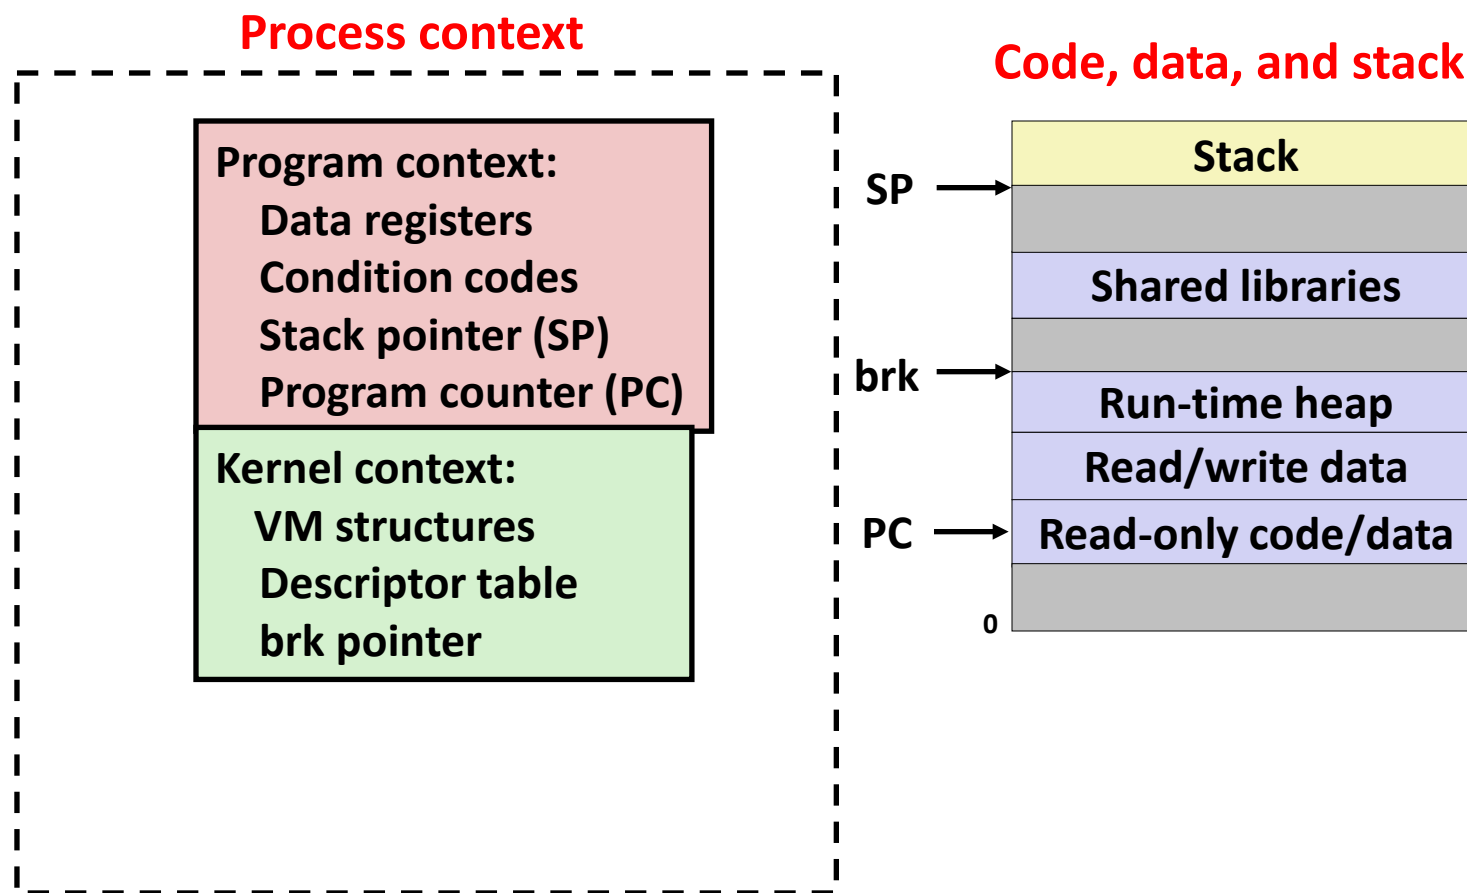 Process context
Program context:
Data registers
Condition codes
Stack pointer (SP)
Program counter (PC)
Kernel context:
VM structures
Descriptor table
brk pointer
Code, data, and stack
Stack
SP
Shared libraries
brk
Run-time heap
Read/write data
PC
Read-only code/data
0